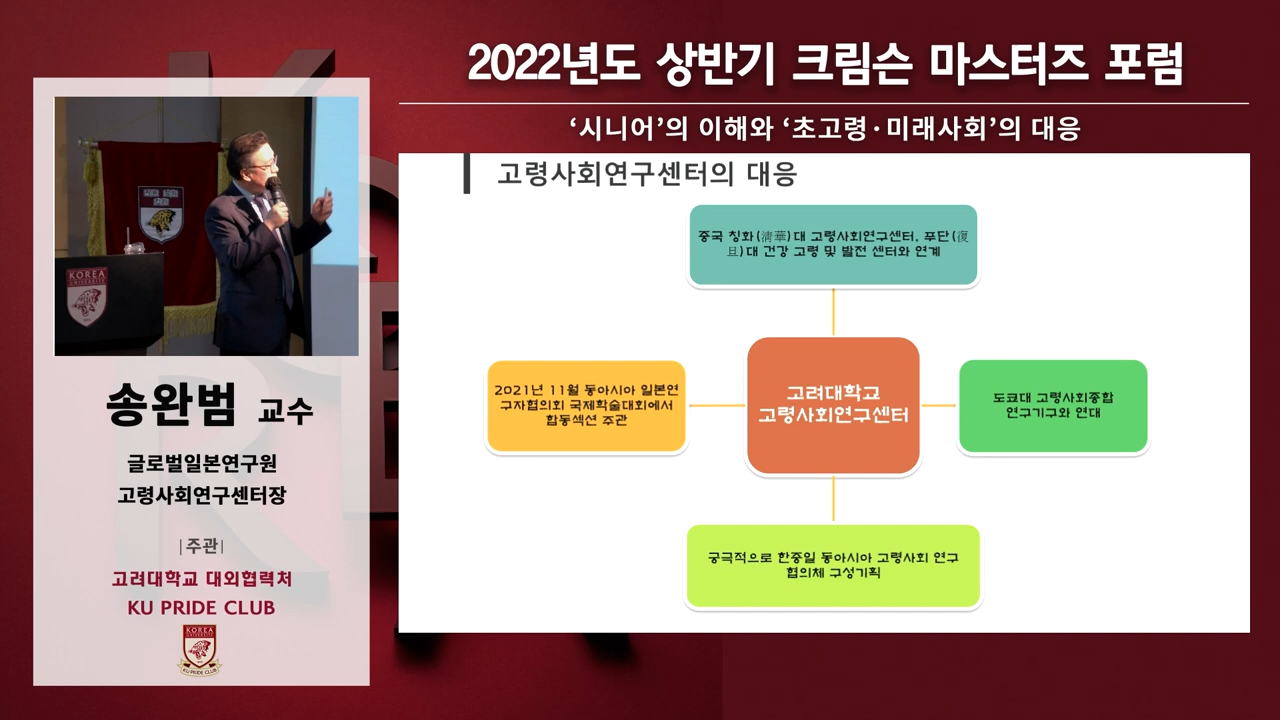 2022년도 상반기 크림슨 마스터즈 포럼
‘시니어’의 이해와 ‘초고령·미래사회’의 대응
고령사회연구센터의 대응
중국 칭화(淸華)대 고령사회연구센터, 푸단(復
旦)대 건강 고령 및 발전 센터와 연계
2021년 11월 동아시아 일본연
구자협의회 국제학술대회에서
합동섹션 주관
고려대학교
고령사회연구센터
도쿄대 고령사회종합
연구기구와 연대
궁극적으로 한중일 동아시아 고령사회 연구
협의체 구성기획
KOREA
UNIVERSITY
송완범 교수
글로벌일본연구원
고령사회연구센터장
|주관|
고려대학교 대외협력처
KU PRIDE CLUB
KOREA
UNIVERSITY
KU PRIDE CLUB